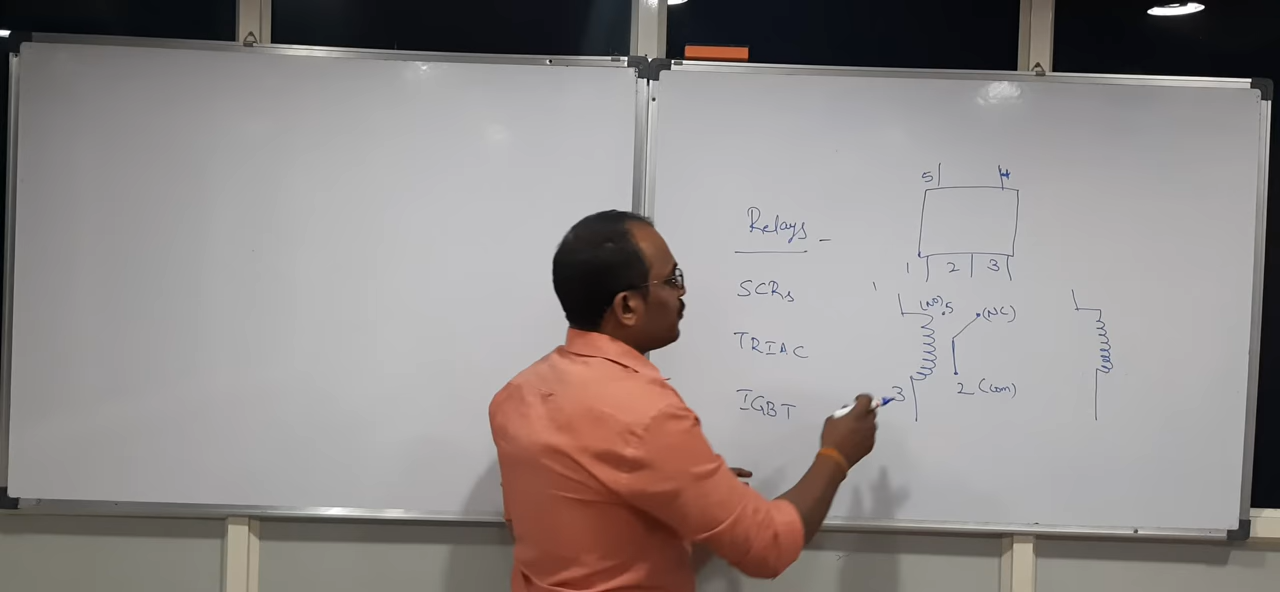 Relays -
SCRs
TRIAC
IGBT
5 4
1 2 3
1 (NO) .5 (NC)
3 2 (com)